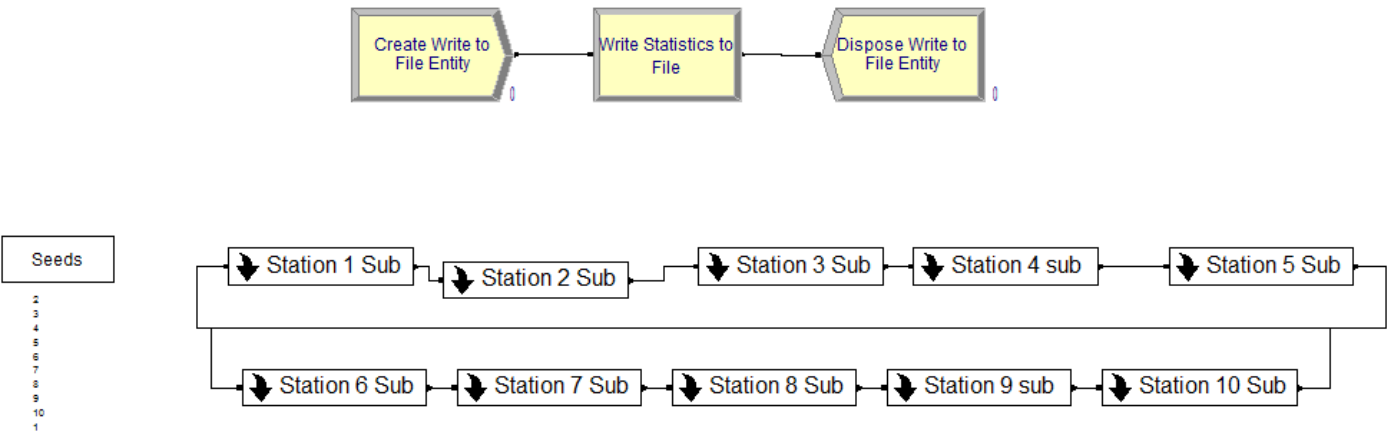 Create Write to
File Entity
0
Write Statistics to
File
Dispose Write to
File Entity
0
Seeds
2
3
4
5
6
7
8
9
10
1
Station 1 Sub
Station 2 Sub
Station 3 Sub
Station 4 sub
Station 5 Sub
Station 6 Sub
Station 7 Sub
Station 8 Sub
Station 9 sub
Station 10 Sub